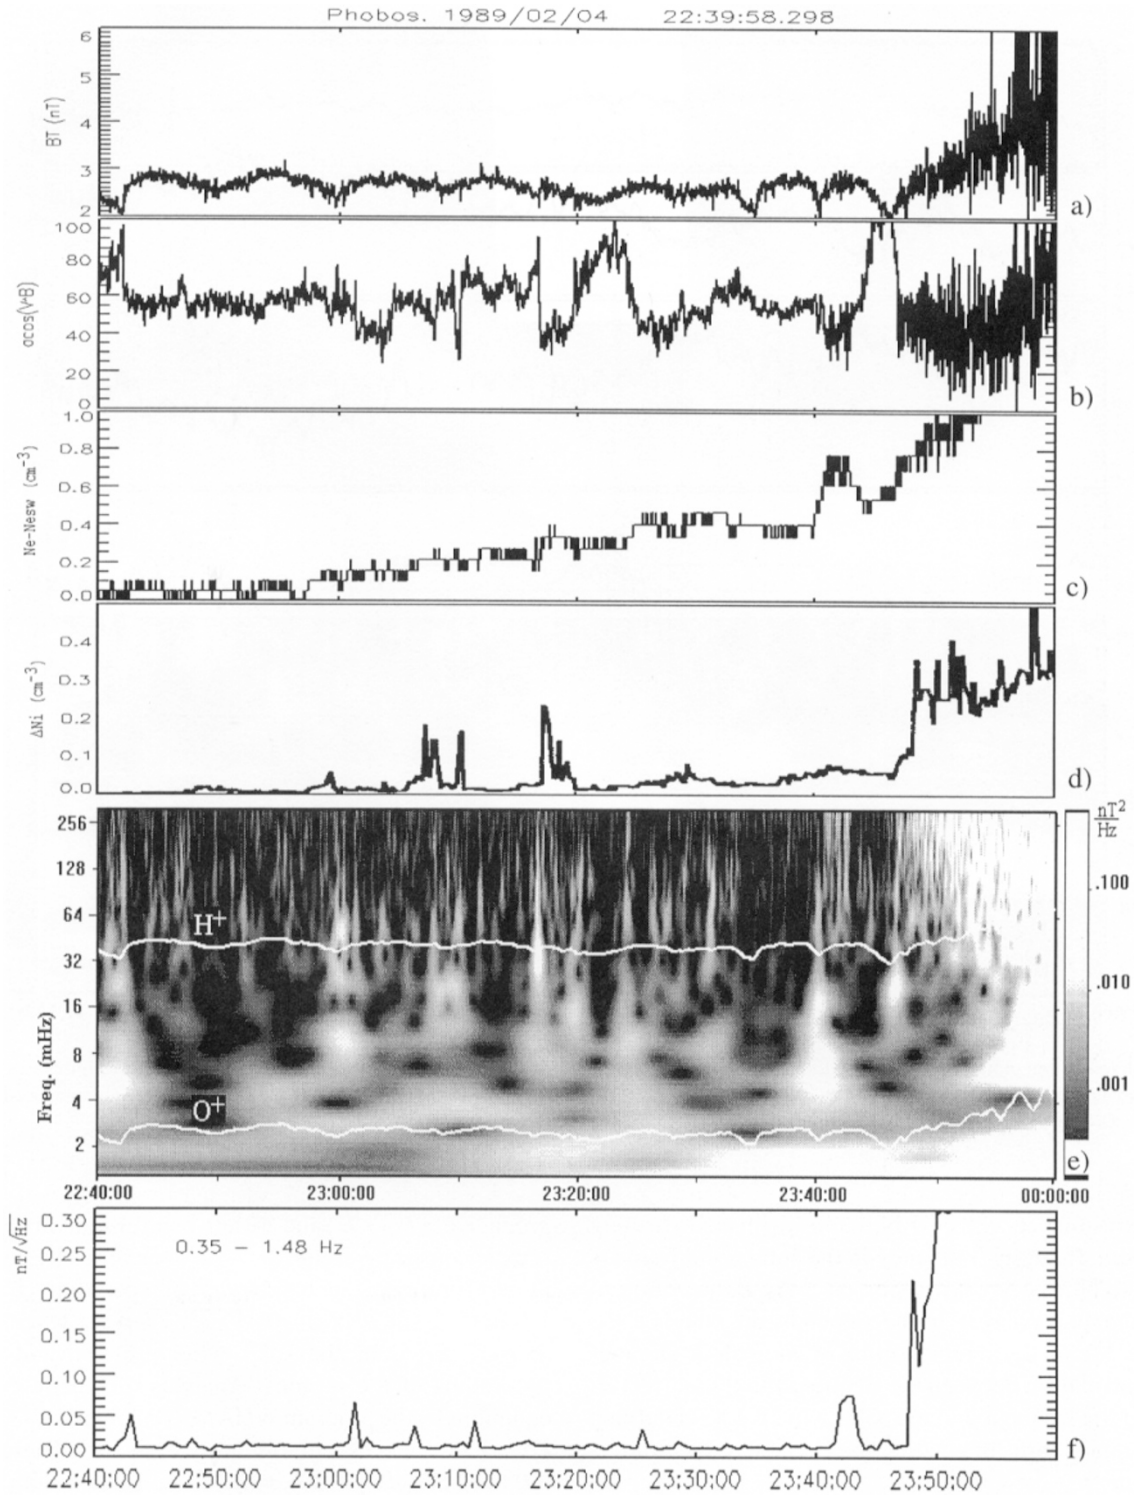 Phobos. 1989/02/04 22:39:58.298
BT (nT)
6
5
4
3
2
a)
acos(V^B)
100
80
60
40
20
0
b)
Ne-Nesw (cm⁻³)
1.0
0.8
0.6
0.4
0.2
0.0
c)
ΔNi (cm⁻³)
0.4
0.3
0.2
0.1
0.0
d)
Freq. (mHz)
256
128
64
32
16
8
4
2
H⁺
O⁺
nT²
Hz
.100
.010
.001
e)
22:40:00 23:00:00 23:20:00 23:40:00 00:00:00
nT/√Hz
0.30
0.25
0.20
0.15
0.10
0.05
0.00
0.35 – 1.48 Hz
f)
22:40:00 22:50:00 23:00:00 23:10:00 23:20:00 23:30:00 23:40:00 23:50:00